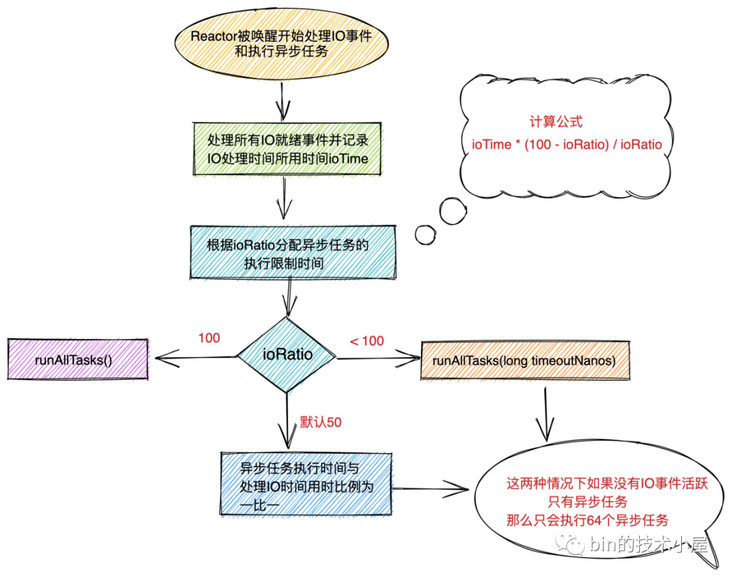 Reactor被唤醒开始处理IO事件
和执行异步任务
计算公式
ioTime * (100 - ioRatio) / ioRatio
处理所有IO就绪事件并记录
IO处理时间所用时间ioTime
根据ioRatio分配异步任务的
执行限制时间
100
ioRatio
< 100
runAllTasks()
runAllTasks(long timeoutNanos)
默认50
异步任务执行时间与
处理IO时间用时比例为
一比一
这两种情况下如果没有IO事件活跃
只有异步任务
那么只会执行64个异步任务
bin的技术小屋